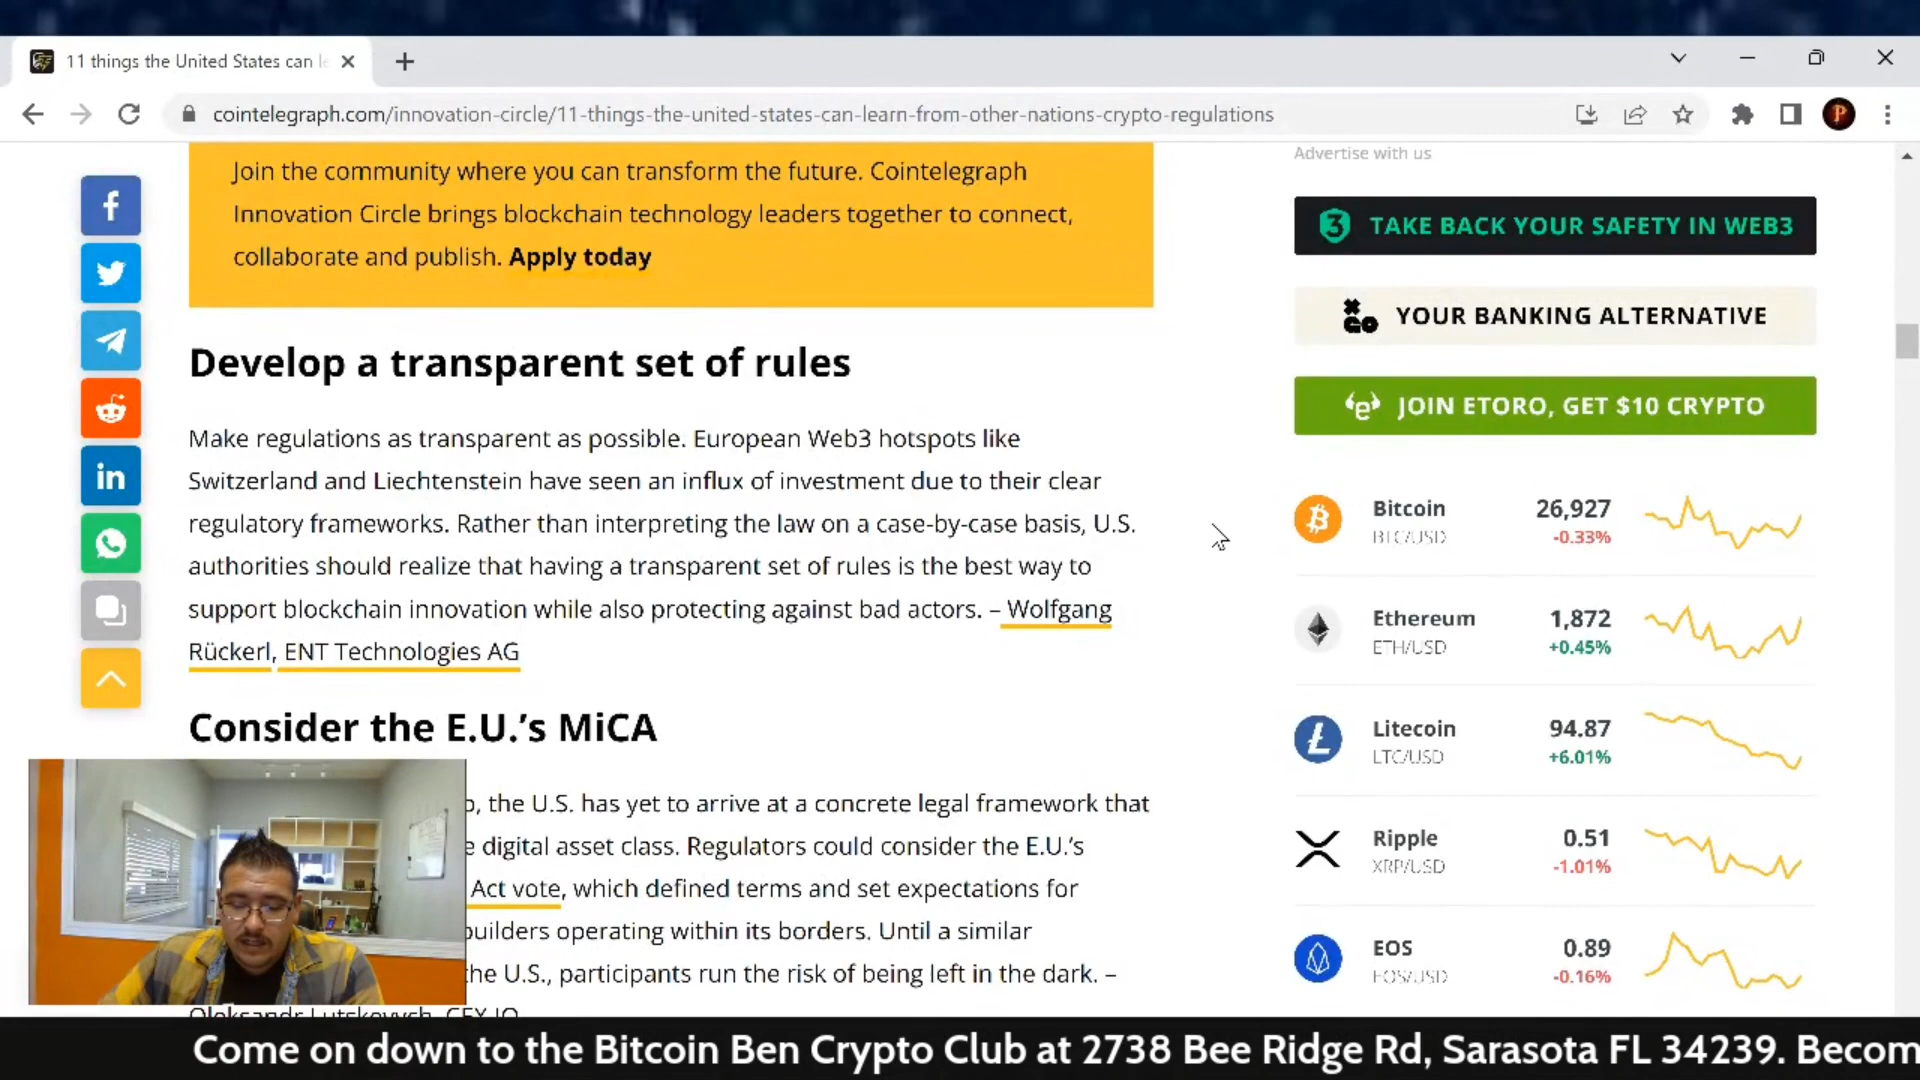 11 things the United States can le
cointelegraph.com/innovation-circle/11-things-the-united-states-can-learn-from-other-nations-crypto-regulations
Join the community where you can transform the future. Cointelegraph
Innovation Circle brings blockchain technology leaders together to connect,
collaborate and publish. Apply today
Develop a transparent set of rules
Make regulations as transparent as possible. European Web3 hotspots like
Switzerland and Liechtenstein have seen an influx of investment due to their clear
regulatory frameworks. Rather than interpreting the law on a case-by-case basis, U.S.
authorities should realize that having a transparent set of rules is the best way to
support blockchain innovation while also protecting against bad actors. – Wolfgang
Rückerl, ENT Technologies AG
Consider the E.U.'s MiCA
, the U.S. has yet to arrive at a concrete legal framework that
e digital asset class. Regulators could consider the E.U.'s
Act vote, which defined terms and set expectations for
builders operating within its borders. Until a similar
the U.S., participants run the risk of being left in the dark. –
Oleksandr Lutskevych, CEX.IO
Advertise with us
3 TAKE BACK YOUR SAFETY IN WEB3
XGO YOUR BANKING ALTERNATIVE
e JOIN ETORO, GET $10 CRYPTO
Bitcoin 26,927
BTC/USD -0.33%
Ethereum 1,872
ETH/USD +0.45%
Litecoin 94.87
LTC/USD +6.01%
Ripple 0.51
XRP/USD -1.01%
EOS 0.89
EOS/USD -0.16%
Come on down to the Bitcoin Ben Crypto Club at 2738 Bee Ridge Rd, Sarasota FL 34239. Becom